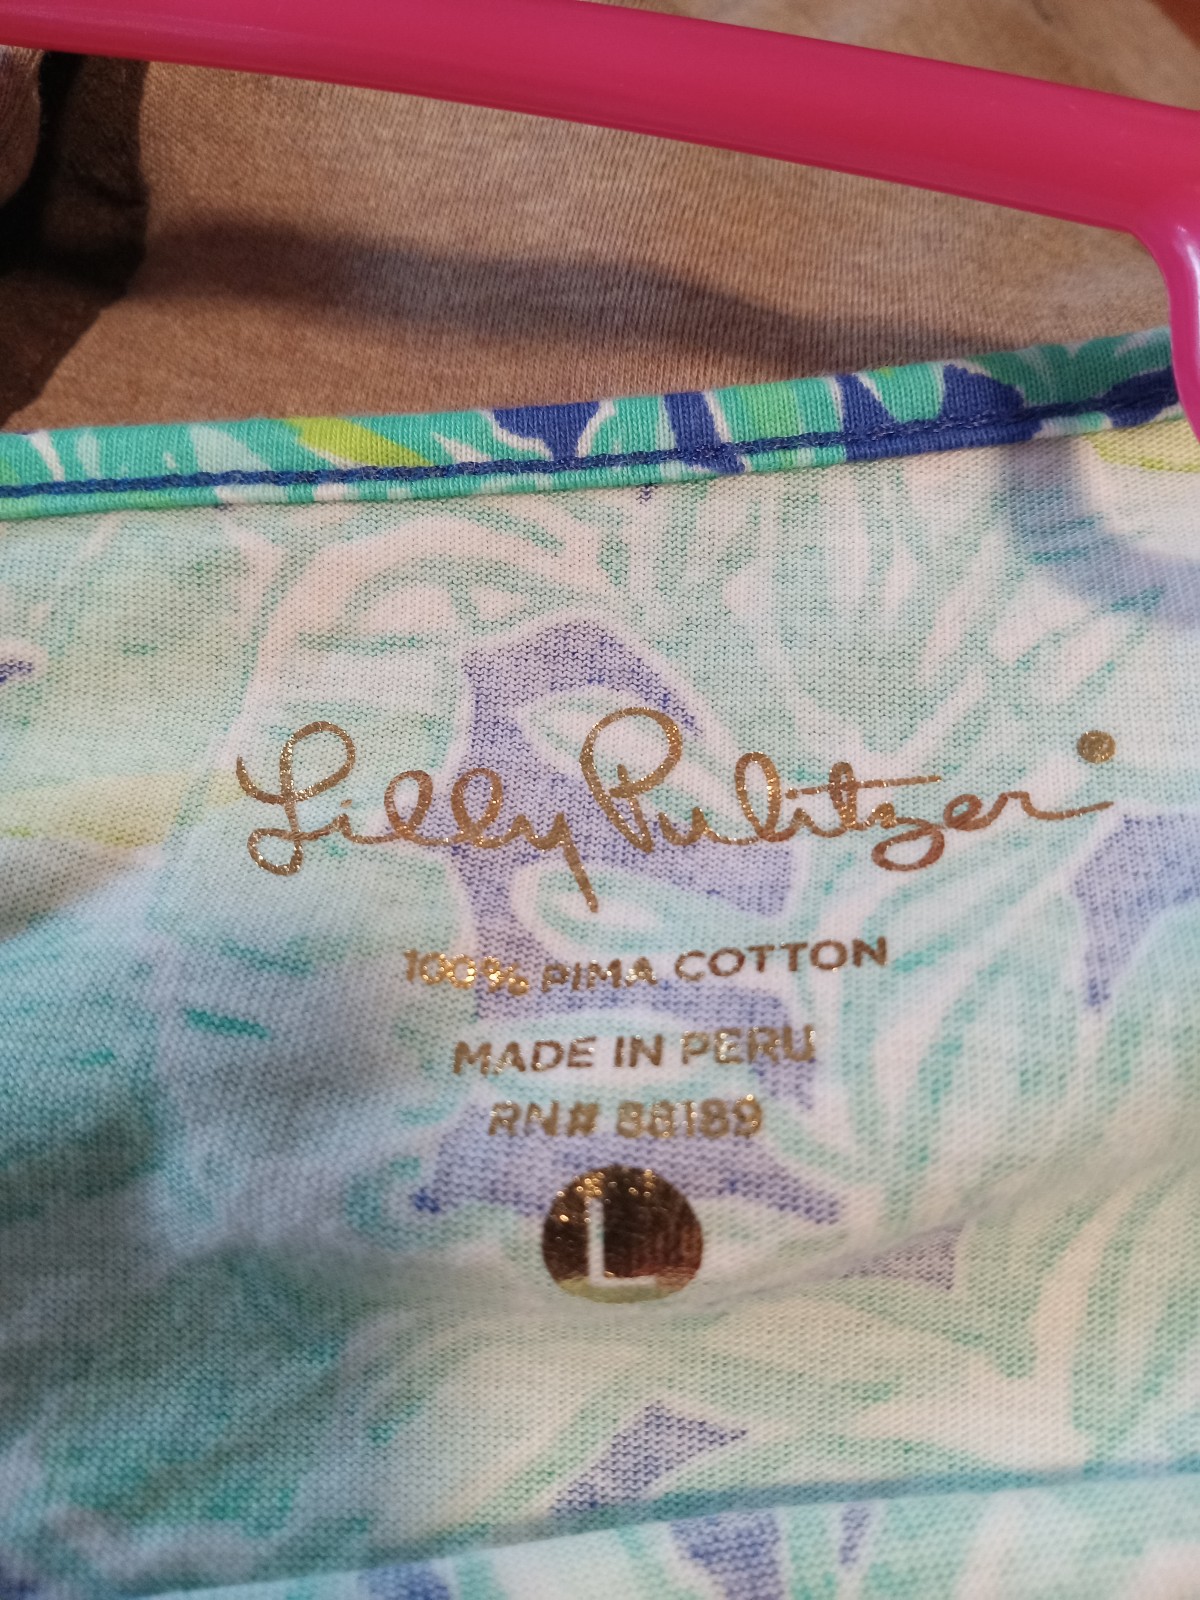 Lilly Pulitzer
100% PIMA COTTON
MADE IN PERU
RN# 88189
L